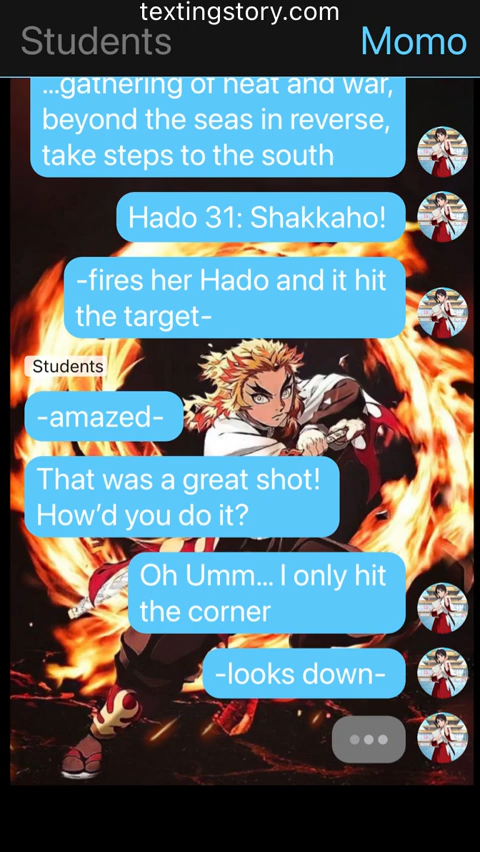 textingstory.com
Students
Momo
...gathering of heat and war,
beyond the seas in reverse,
take steps to the south
Hado 31: Shakkaho!
-fires her Hado and it hit
the target-
Students
-amazed-
That was a great shot!
How’d you do it?
Oh Umm... I only hit
the corner
-looks down-